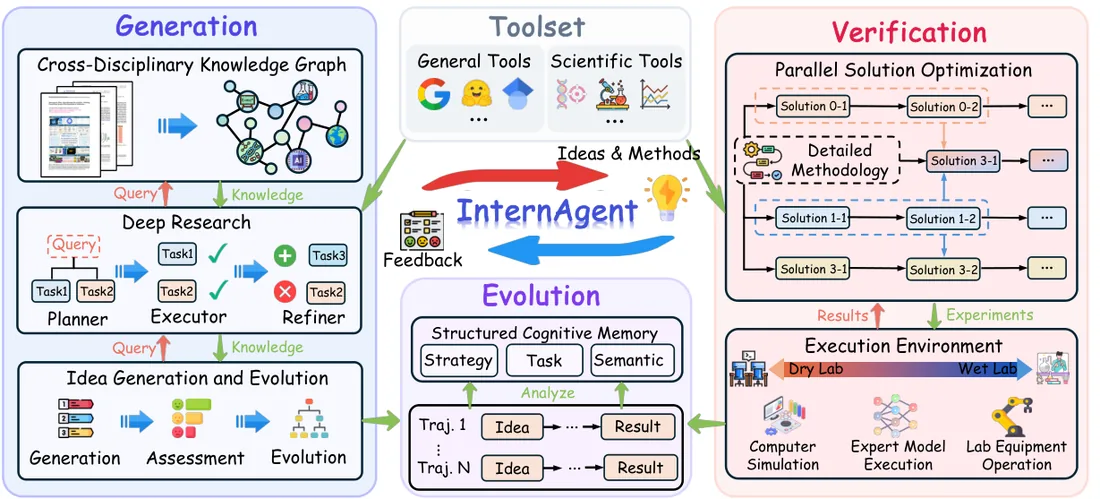 Generation
Cross-Disciplinary Knowledge Graph
AI
Query
Knowledge
Deep Research
Query
Task1
Task2
Planner
Task1
Task2
Executor
Task3
Task2
Refiner
Query
Knowledge
Idea Generation and Evolution
1
2
3
Generation
Assessment
Evolution
Toolset
General Tools
...
Scientific Tools
...
Ideas & Methods
InternAgent
Feedback
Evolution
Structured Cognitive Memory
Strategy
Task
Semantic
Analyze
Traj. 1
Idea
...
Result
⋮
Traj. N
Idea
...
Result
Verification
Parallel Solution Optimization
Solution 0-1
Solution 0-2
...
Detailed
Methodology
Solution 3-1
...
Solution 1-1
Solution 1-2
...
Solution 3-1
Solution 3-2
...
Results
Experiments
Execution Environment
Dry Lab
Wet Lab
Computer
Simulation
Expert Model
Execution
Lab Equipment
Operation